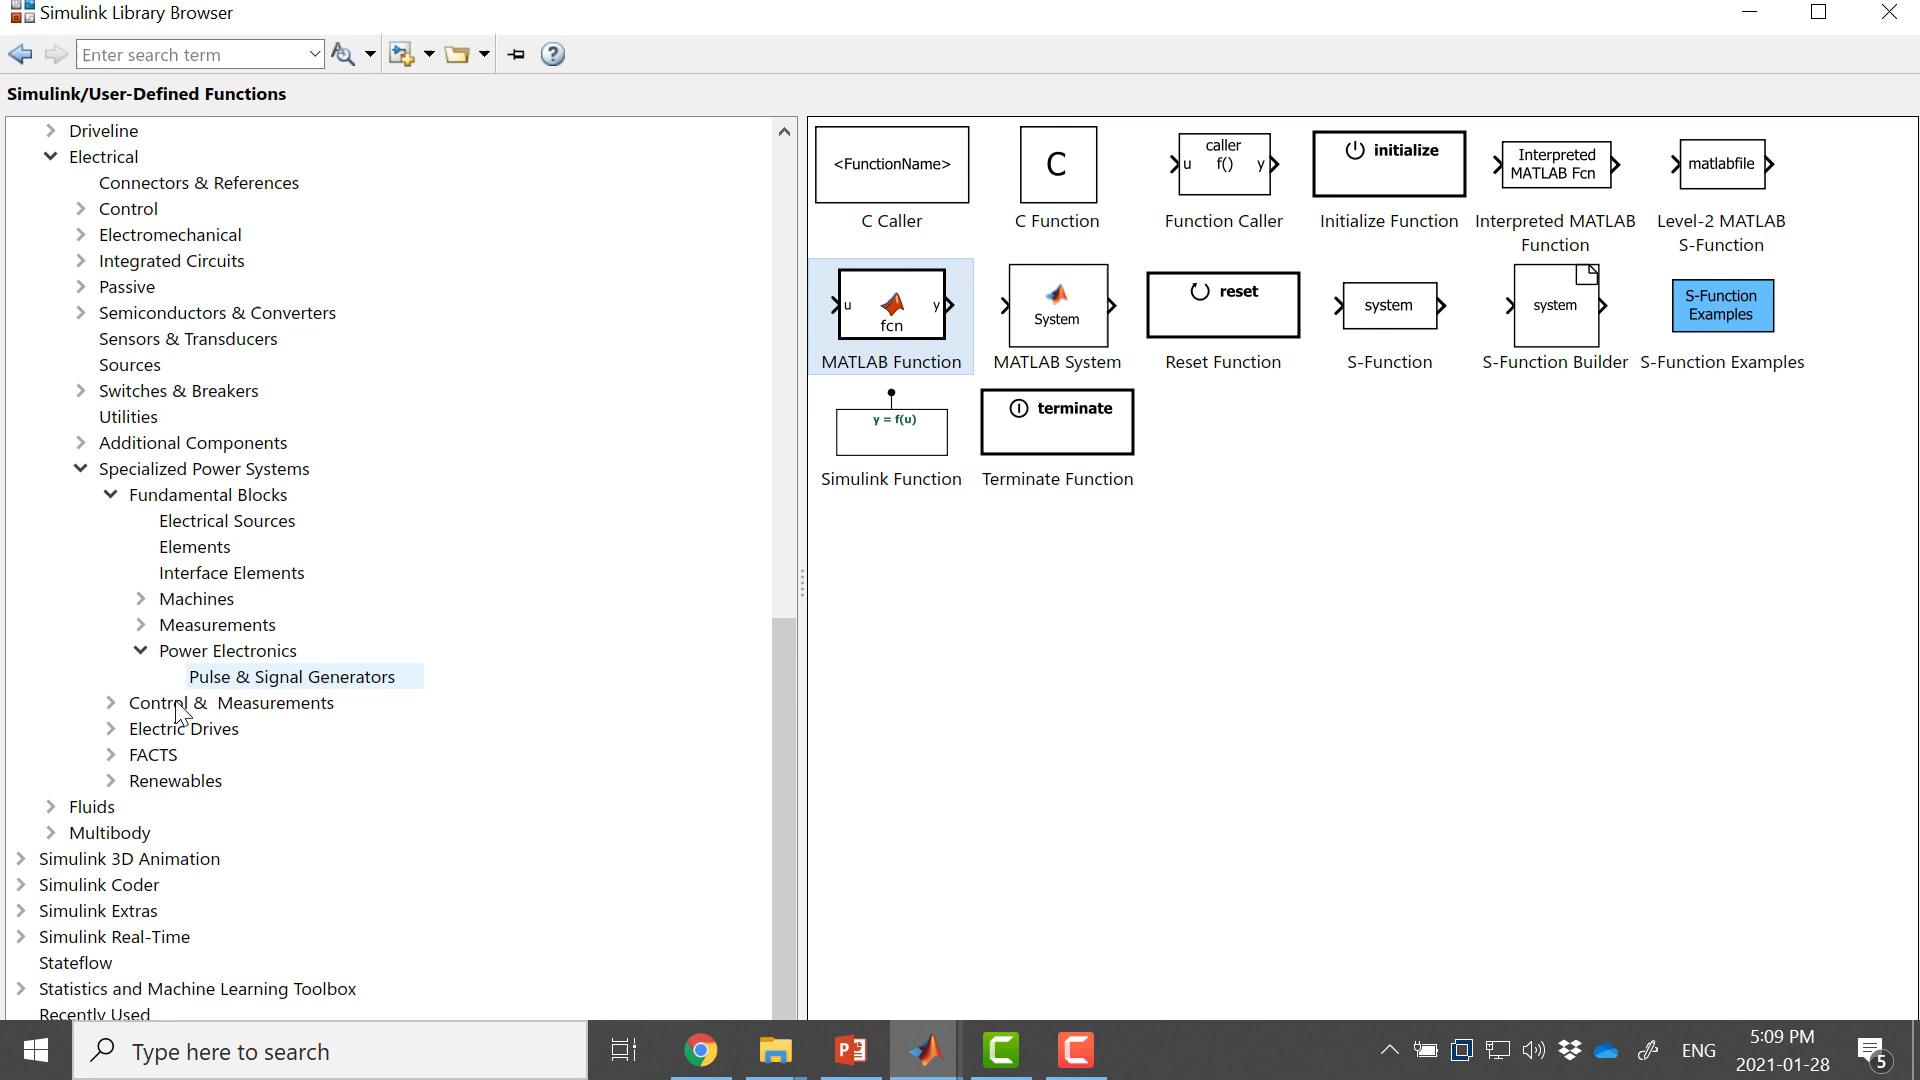 Simulink Library Browser
Enter search term
Simulink/User-Defined Functions
Driveline
Electrical
Connectors & References
Control
Electromechanical
Integrated Circuits
Passive
Semiconductors & Converters
Sensors & Transducers
Sources
Switches & Breakers
Utilities
Additional Components
Specialized Power Systems
Fundamental Blocks
Electrical Sources
Elements
Interface Elements
Machines
Measurements
Power Electronics
Pulse & Signal Generators
Control & Measurements
Electric Drives
FACTS
Renewables
Fluids
Multibody
Simulink 3D Animation
Simulink Coder
Simulink Extras
Simulink Real-Time
Stateflow
Statistics and Machine Learning Toolbox
Recently Used
<FunctionName>
C Caller
C
C Function
caller
u f() y
Function Caller
initialize
Initialize Function
Interpreted
MATLAB Fcn
Interpreted MATLAB
Function
matlabfile
Level-2 MATLAB
S-Function
u y
fcn
MATLAB Function
System
MATLAB System
reset
Reset Function
system
S-Function
system
S-Function Builder
S-Function
Examples
S-Function Examples
y = f(u)
Simulink Function
terminate
Terminate Function
Type here to search
P
C
C
ENG
5:09 PM
2021-01-28
5